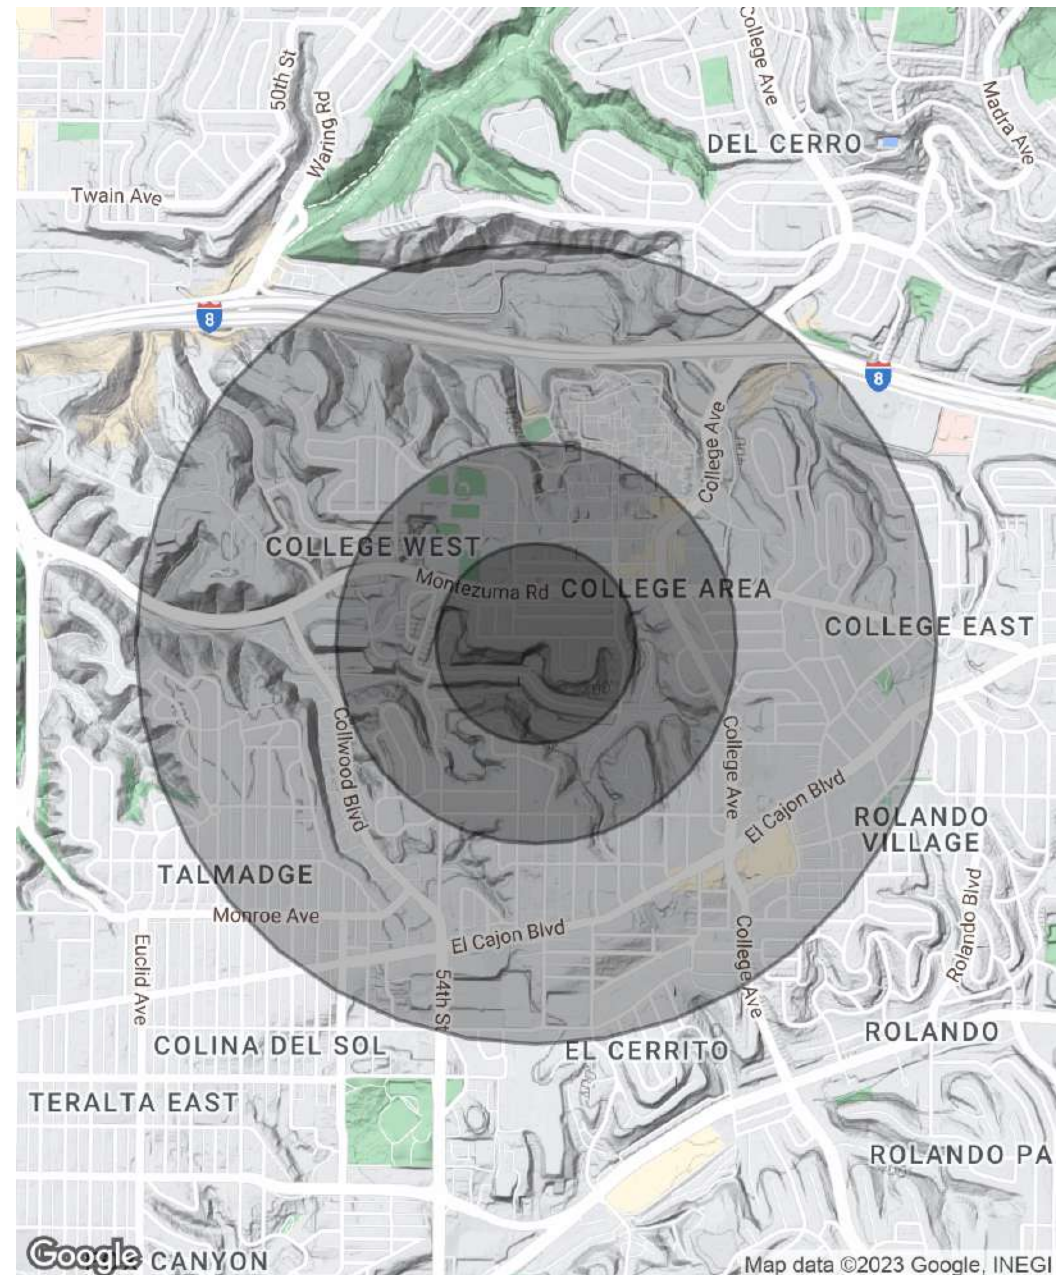 College Ave
50th St
Waring Rd
Madra Ave
DEL CERRO
Twain Ave
8
8
College Ave
COLLEGE WEST
Montezuma Rd
COLLEGE AREA
COLLEGE EAST
Collwood Blvd
College Ave
El Cajon Blvd
ROLANDO
VILLAGE
TALMADGE
Monroe Ave
Rolando Blvd
El Cajon Blvd
Euclid Ave
54th St
College Ave
COLINA DEL SOL
EL CERRITO
ROLANDO
TERALTA EAST
ROLANDO PA
Google
CANYON
Map data ©2023 Google, INEGI